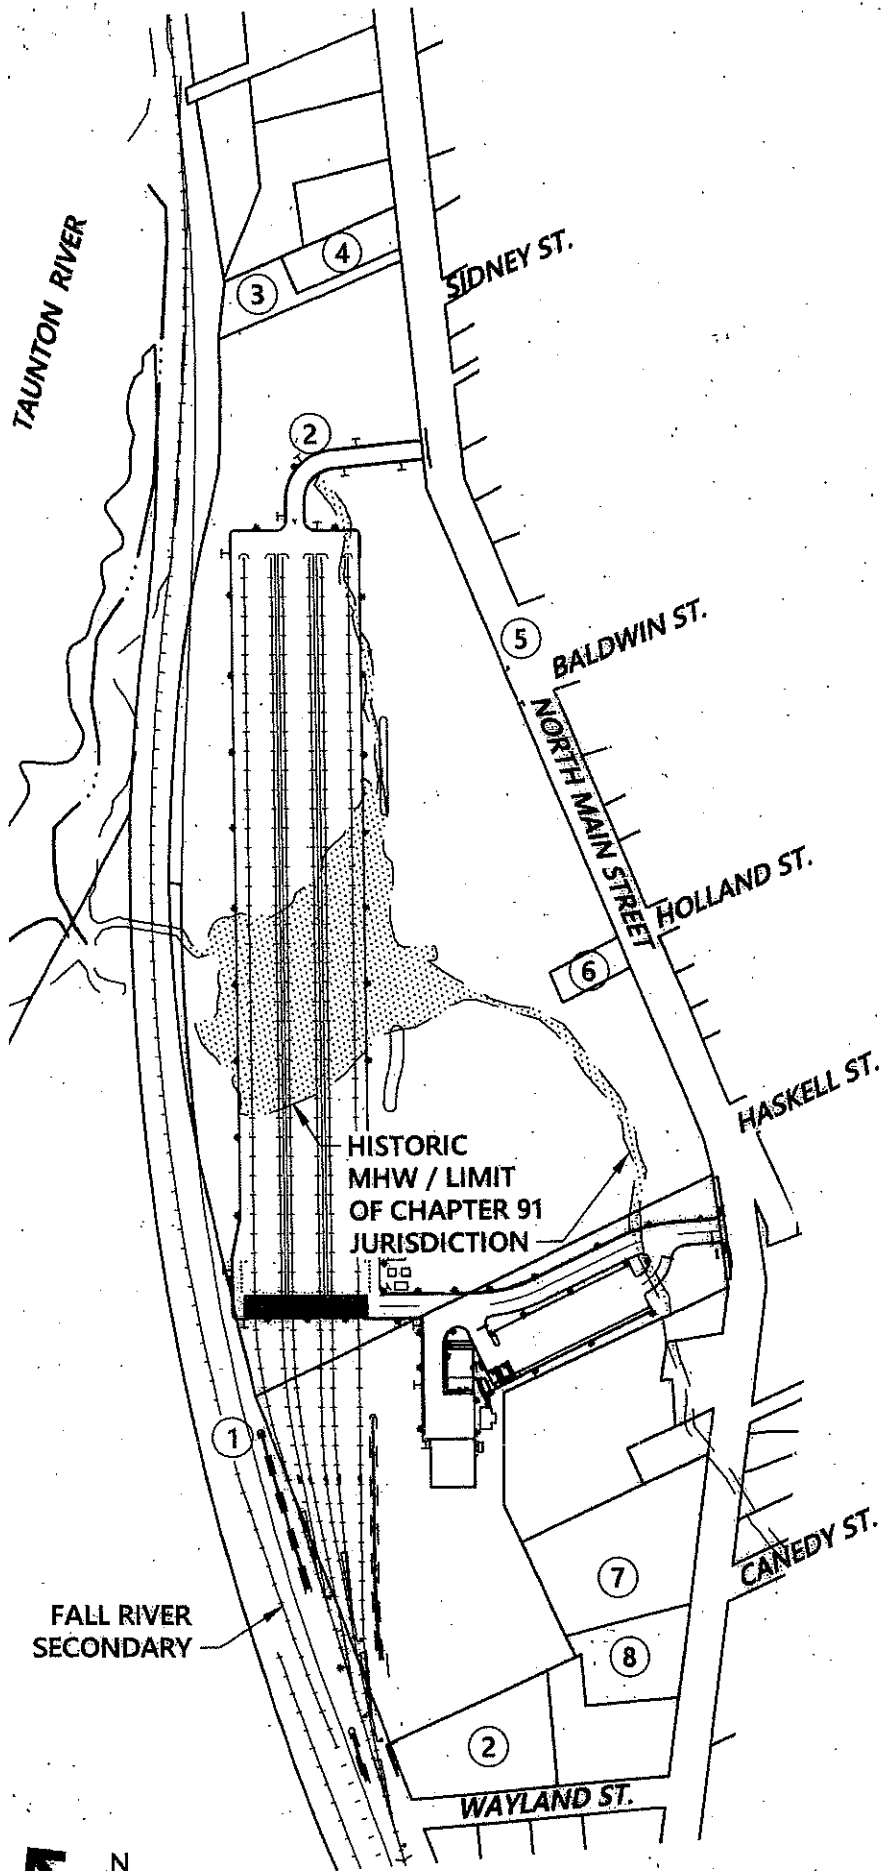 TAUNTON RIVER
4
SIDNEY ST.
3
2
5
BALDWIN ST.
NORTH MAIN STREET
HOLLAND ST.
6
HASKELL ST.
HISTORIC
MHW / LIMIT
OF CHAPTER 91
JURISDICTION
1
CANEDY ST.
7
FALL RIVER
SECONDARY
8
2
WAYLAND ST.
N